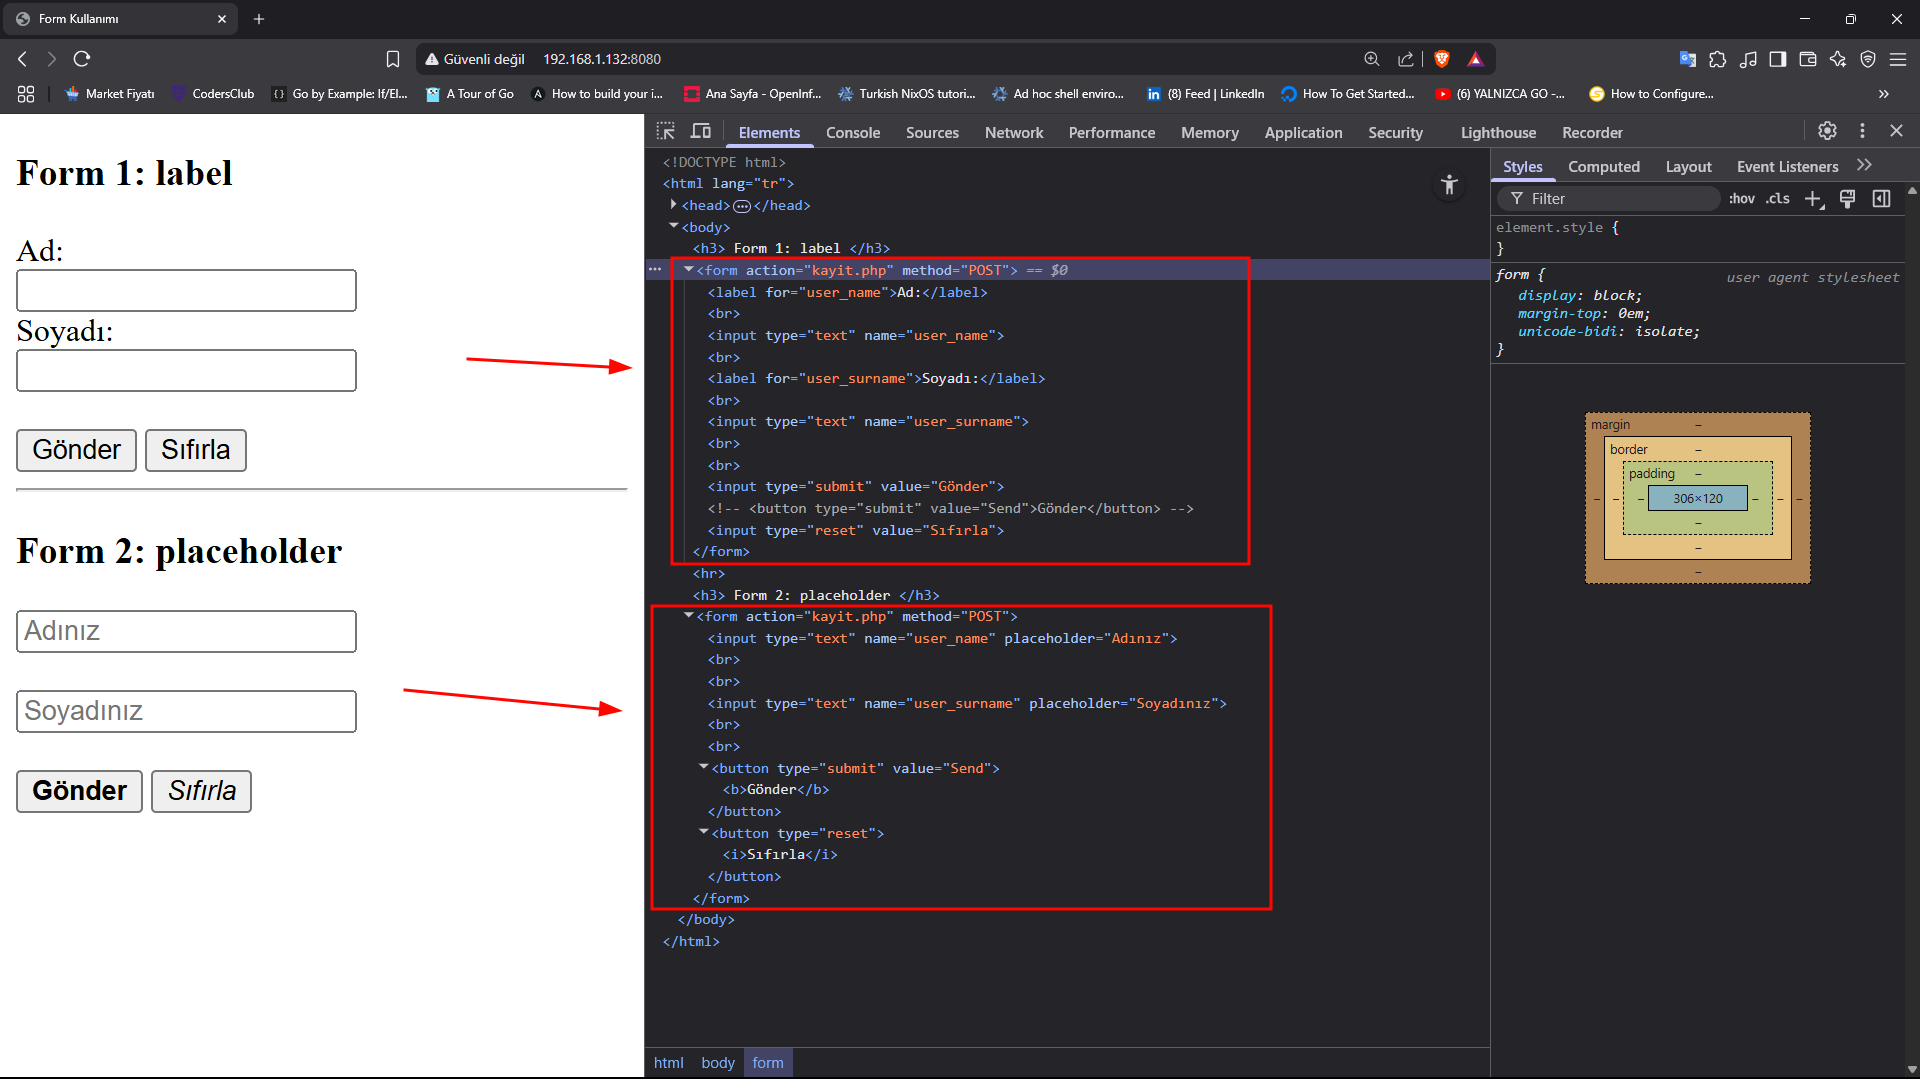 Form Kullanımı
Güvenli değil 192.168.1.132:8080
Market Fiyatı CodersClub Go by Example: If/El... A Tour of Go How to build your i... Ana Sayfa - OpenInf... Turkish NixOS tutori... Ad hoc shell enviro... (8) Feed | LinkedIn How To Get Started... (6) YALNIZCA GO -... How to Configure...
Form 1: label
Ad:
Soyadı:
Gönder Sıfırla
Form 2: placeholder
Adınız
Soyadınız
Gönder Sıfırla
Elements Console Sources Network Performance Memory Application Security Lighthouse Recorder
<!DOCTYPE html>
<html lang="tr">
<head>…</head>
<body>
<h3> Form 1: label </h3>
<form action="kayit.php" method="POST"> == $0
<label for="user_name">Ad:</label>
<br>
<input type="text" name="user_name">
<br>
<label for="user_surname">Soyadı:</label>
<br>
<input type="text" name="user_surname">
<br>
<br>
<input type="submit" value="Gönder">
<!-- <button type="submit" value="Send">Gönder</button> -->
<input type="reset" value="Sıfırla">
</form>
<hr>
<h3> Form 2: placeholder </h3>
<form action="kayit.php" method="POST">
<input type="text" name="user_name" placeholder="Adınız">
<br>
<br>
<input type="text" name="user_surname" placeholder="Soyadınız">
<br>
<br>
<button type="submit" value="Send">
<b>Gönder</b>
</button>
<button type="reset">
<i>Sıfırla</i>
</button>
</form>
</body>
</html>
html body form
Styles Computed Layout Event Listeners
Filter :hov .cls
element.style {
}
form { user agent stylesheet
display: block;
margin-top: 0em;
unicode-bidi: isolate;
}
margin –
border –
padding –
– – – 306×120 – – –
–
–
–